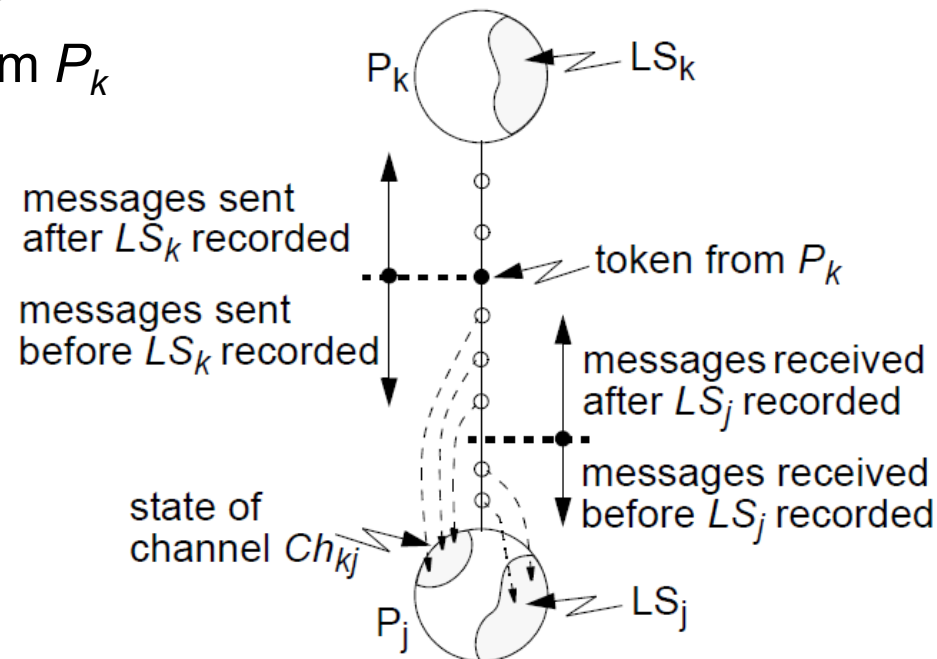 m Pk
Pk
LSk
messages sent
after LSk recorded
token from Pk
messages sent
before LSk recorded
messages received
after LSj recorded
messages received
before LSj recorded
state of
channel Chkj
LSj
Pj